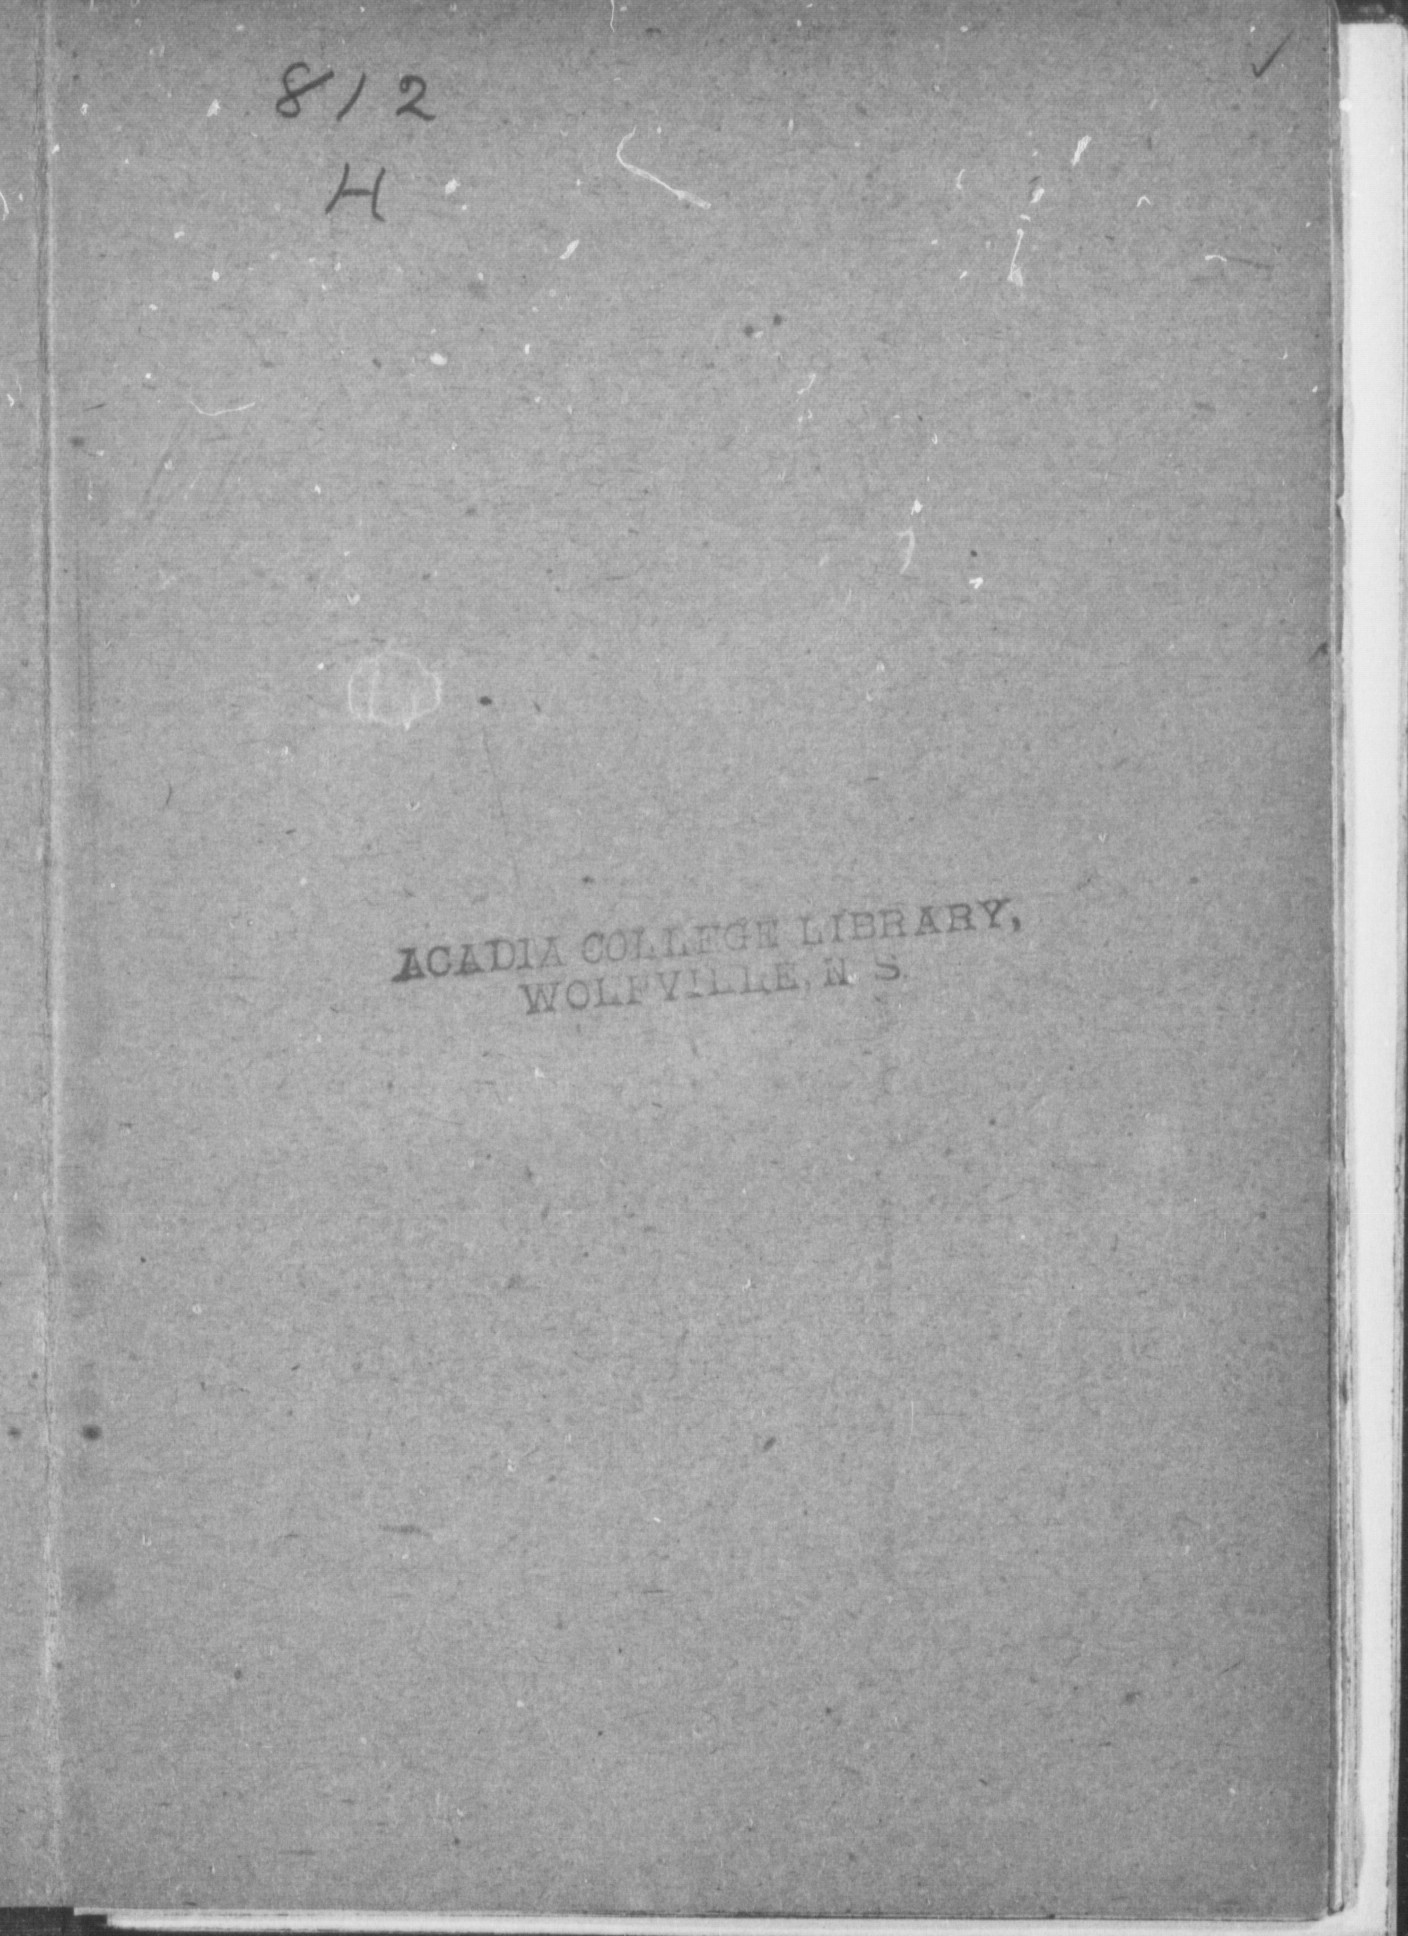 812
H
ACADIA COLLEGE LIBRARY,
WOLFVILLE, N. S.